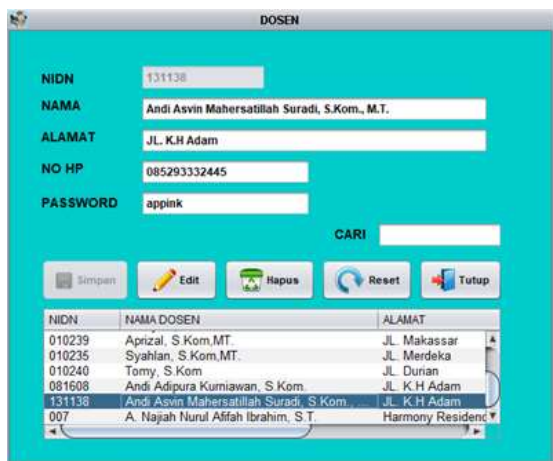 DOSEN
NIDN 131138
NAMA Andi Asvin Mahersatillah Suradi, S.Kom., M.T.
ALAMAT JL. K.H Adam
NO HP 085293332445
PASSWORD appink
CARI
Simpan Edit Hapus Reset Tutup
NIDN NAMA DOSEN ALAMAT
010239 Aprizal, S.Kom,MT. JL. Makassar
010235 Syahlan, S.Kom,MT. JL. Merdeka
010240 Tomy, S.Kom JL. Durian
081608 Andi Adipura Kurniawan, S.Kom. JL. K.H Adam
131138 Andi Asvin Mahersatillah Suradi, S.Kom., ... JL. K.H Adam
007 A. Najiah Nurul Afifah Ibrahim, S.T. Harmony Residenc